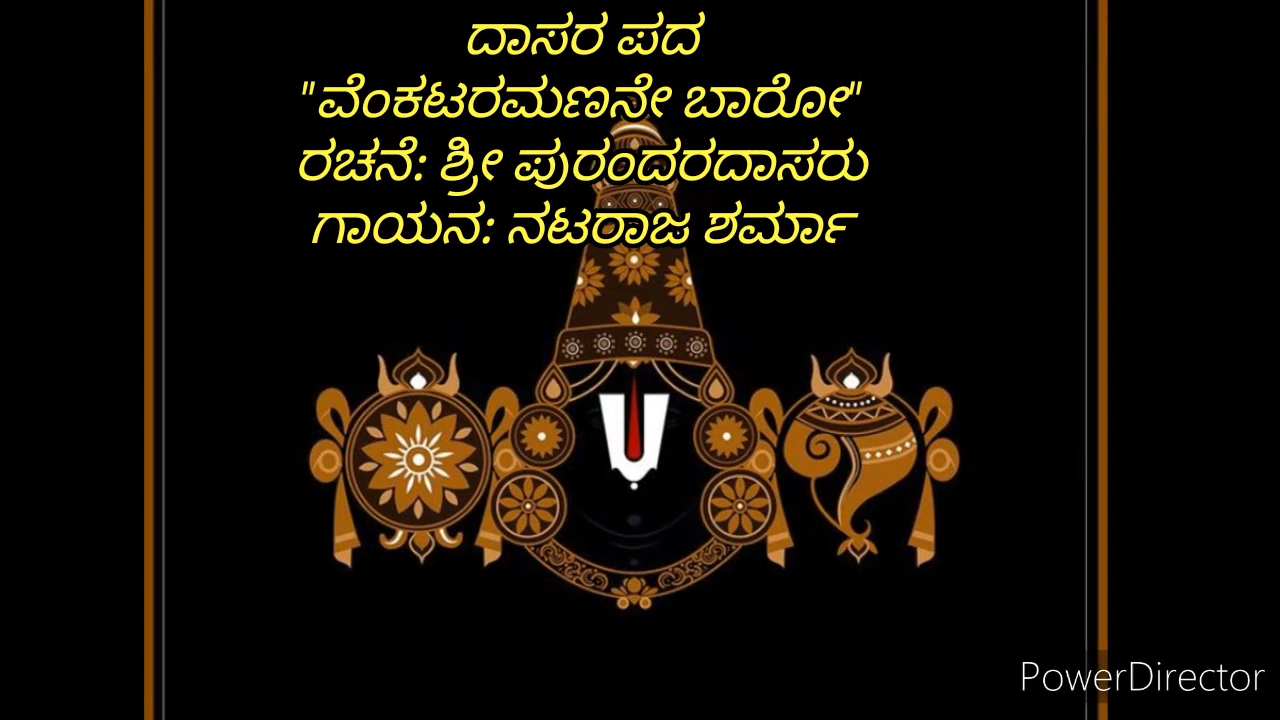 ದಾಸರ ಪದ
"ವೆಂಕಟರಮಣನೇ ಬಾರೋ"
ರಚನೆ: ಶ್ರೀ ಪುರಂದರದಾಸರು
ಗಾಯನ: ನಟರಾಜ ಶರ್ಮಾ
PowerDirector